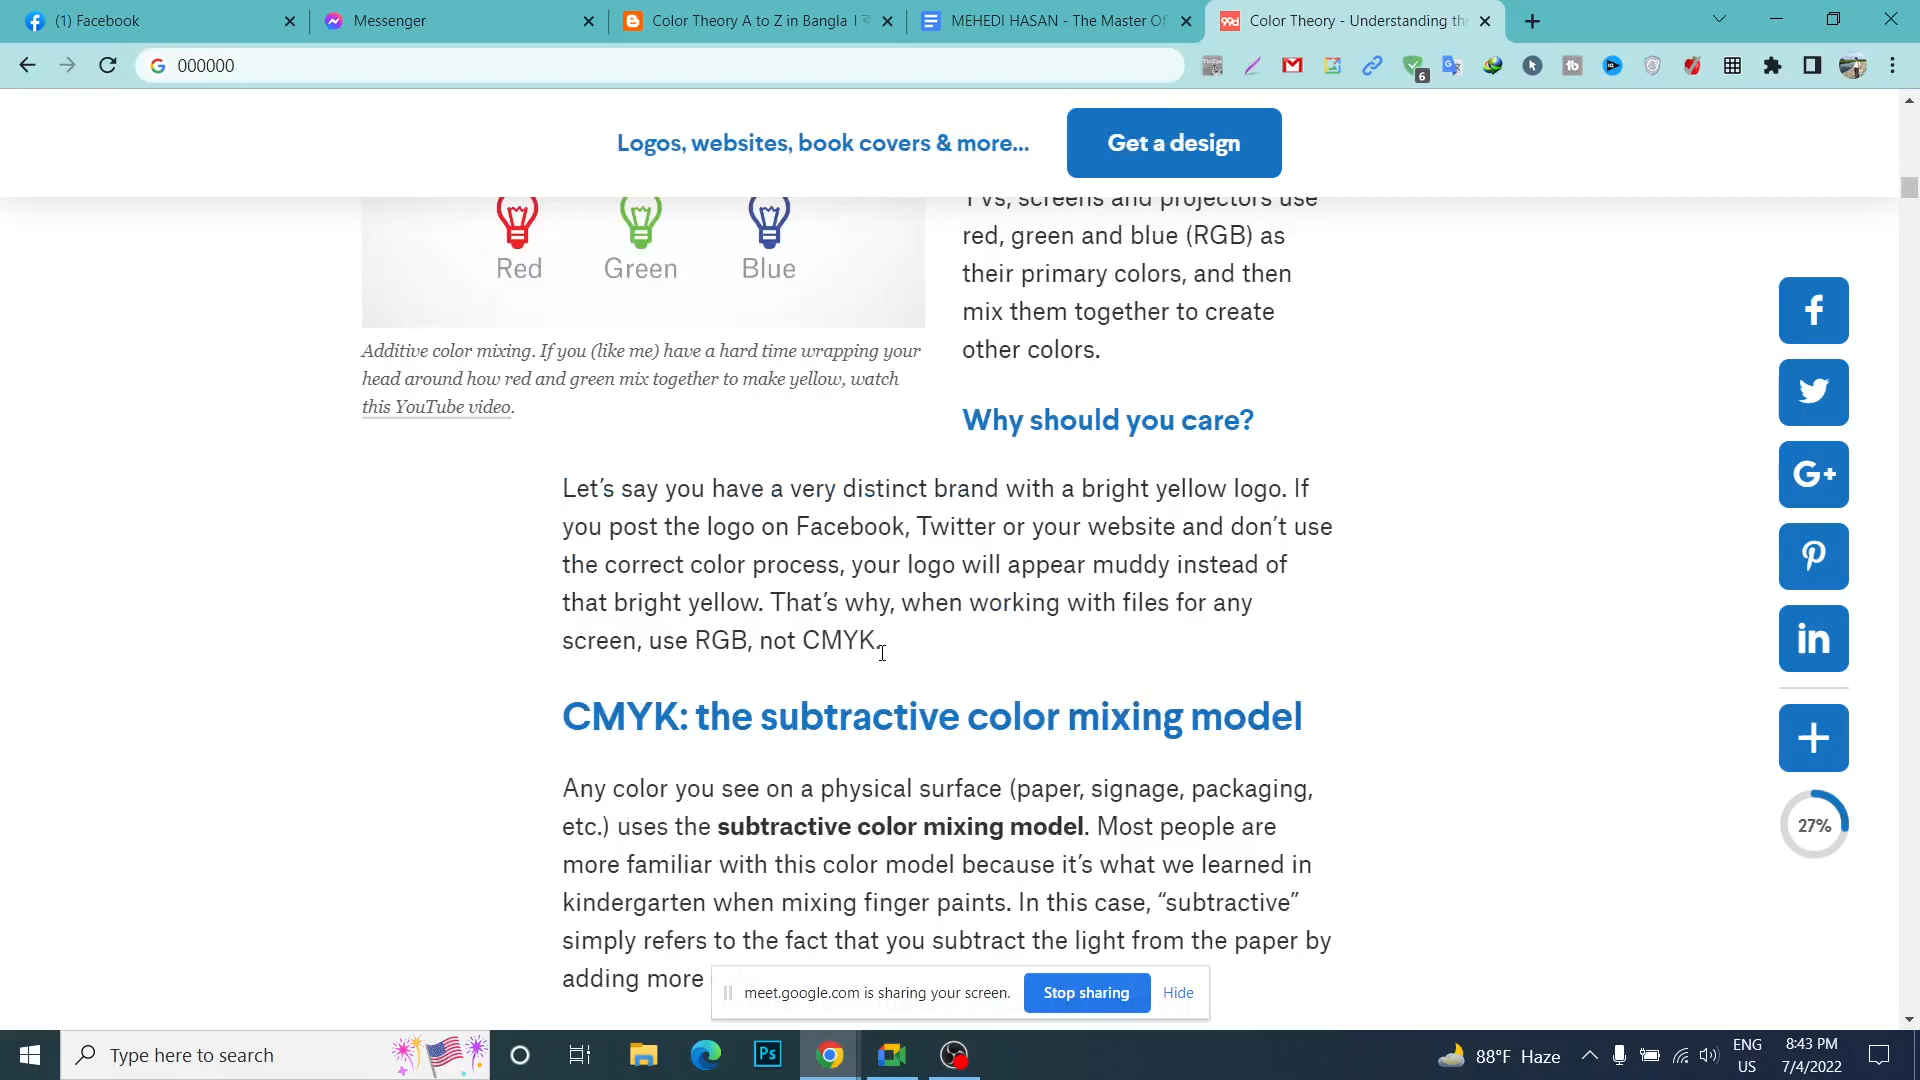 (1) Facebook
Messenger
Color Theory A to Z in Bangla ।
MEHEDI HASAN - The Master Of
Color Theory - Understanding the
000000
6
Logos, websites, book covers & more...
Get a design
Red
Green
Blue
Additive color mixing. If you (like me) have a hard time wrapping your
head around how red and green mix together to make yellow, watch
this YouTube video.
TVs, screens and projectors use
red, green and blue (RGB) as
their primary colors, and then
mix them together to create
other colors.
Why should you care?
Let’s say you have a very distinct brand with a bright yellow logo. If
you post the logo on Facebook, Twitter or your website and don’t use
the correct color process, your logo will appear muddy instead of
that bright yellow. That’s why, when working with files for any
screen, use RGB, not CMYK.
CMYK: the subtractive color mixing model
Any color you see on a physical surface (paper, signage, packaging,
etc.) uses the subtractive color mixing model. Most people are
more familiar with this color model because it’s what we learned in
kindergarten when mixing finger paints. In this case, “subtractive”
simply refers to the fact that you subtract the light from the paper by
adding more
27%
meet.google.com is sharing your screen.
Stop sharing
Hide
Type here to search
Ps
88°F Haze
ENG
US
8:43 PM
7/4/2022